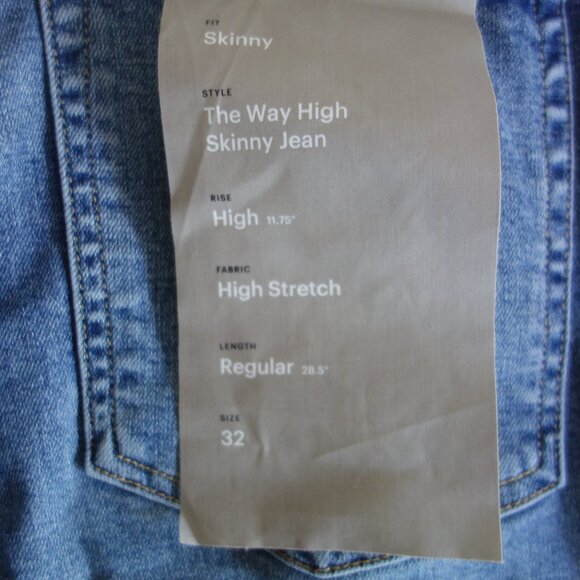 FIT
Skinny
STYLE
The Way High
Skinny Jean
RISE
High 11.75"
FABRIC
High Stretch
LENGTH
Regular 28.5"
SIZE
32